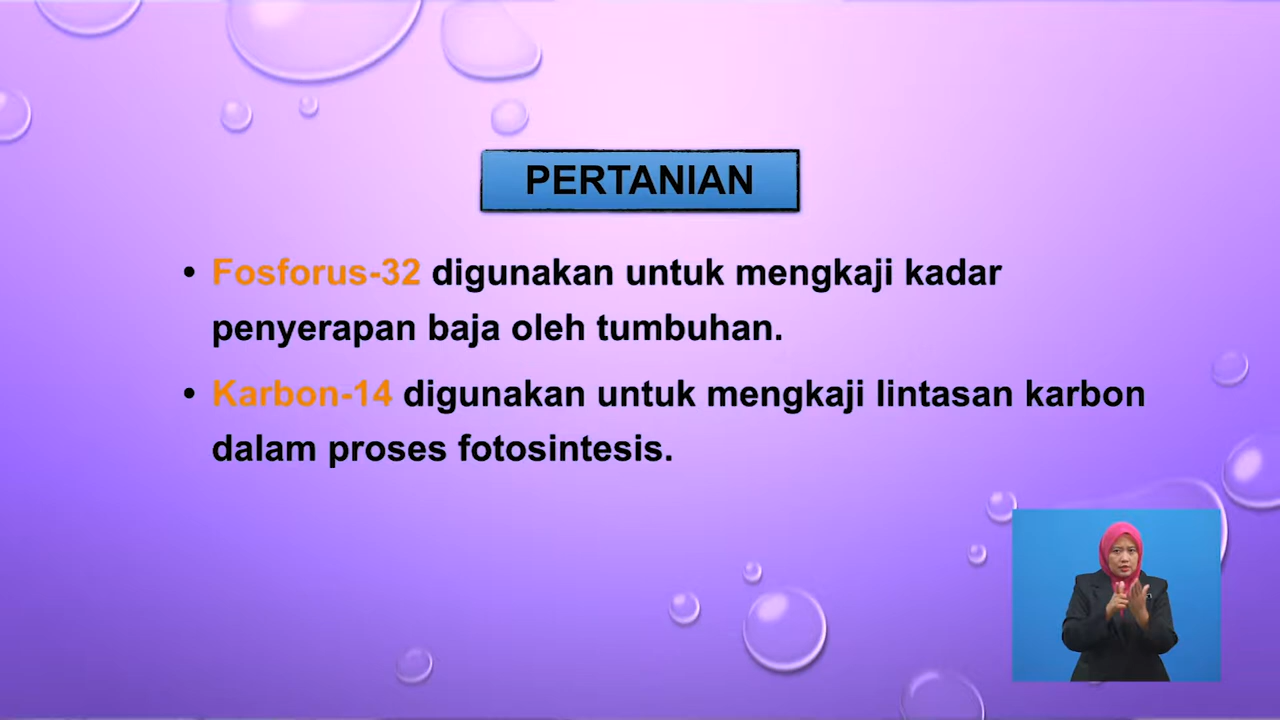 PERTANIAN
• Fosforus-32 digunakan untuk mengkaji kadar
penyerapan baja oleh tumbuhan.
• Karbon-14 digunakan untuk mengkaji lintasan karbon
dalam proses fotosintesis.